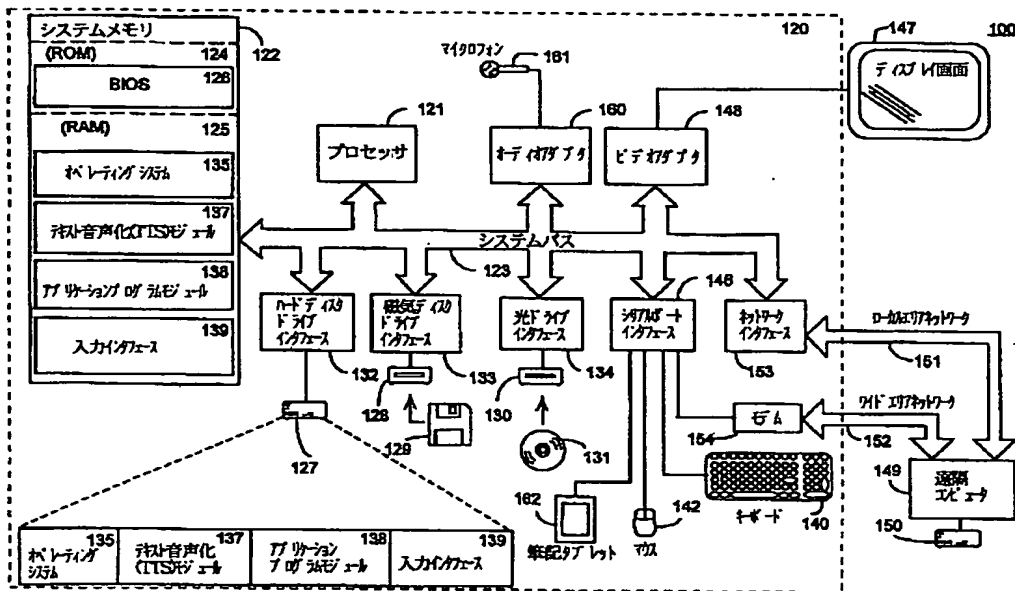 システムメモリ
122
(ROM) 124
BIOS 126
(RAM) 125
オペレーティングシステム 135
テキスト音声化(TTS)モジュール 137
アプリケーションプログラムモジュール 138
入力インタフェース 139
120
マイクロフォン
161
プロセッサ
121
オーディオアダプタ
160
ビデオアダプタ
148
147
100
ディスプレイ画面
システムバス
123
ハードディスク
ドライブ
インタフェース
132
磁気ディスク
ドライブ
インタフェース
133
光ドライブ
インタフェース
134
シリアルポート
インタフェース
146
ネットワーク
インタフェース
153
ローカルエリアネットワーク
151
ワイドエリアネットワーク
152
モデム
154
127
128
129
130
131
162
筆記タブレット
142
マウス
キーボード
140
149
遠隔
コンピュータ
150
135
オペレーティング
システム
137
テキスト音声化
(TTS)モジュール
138
アプリケーション
プログラムモジュール
139
入力インタフェース